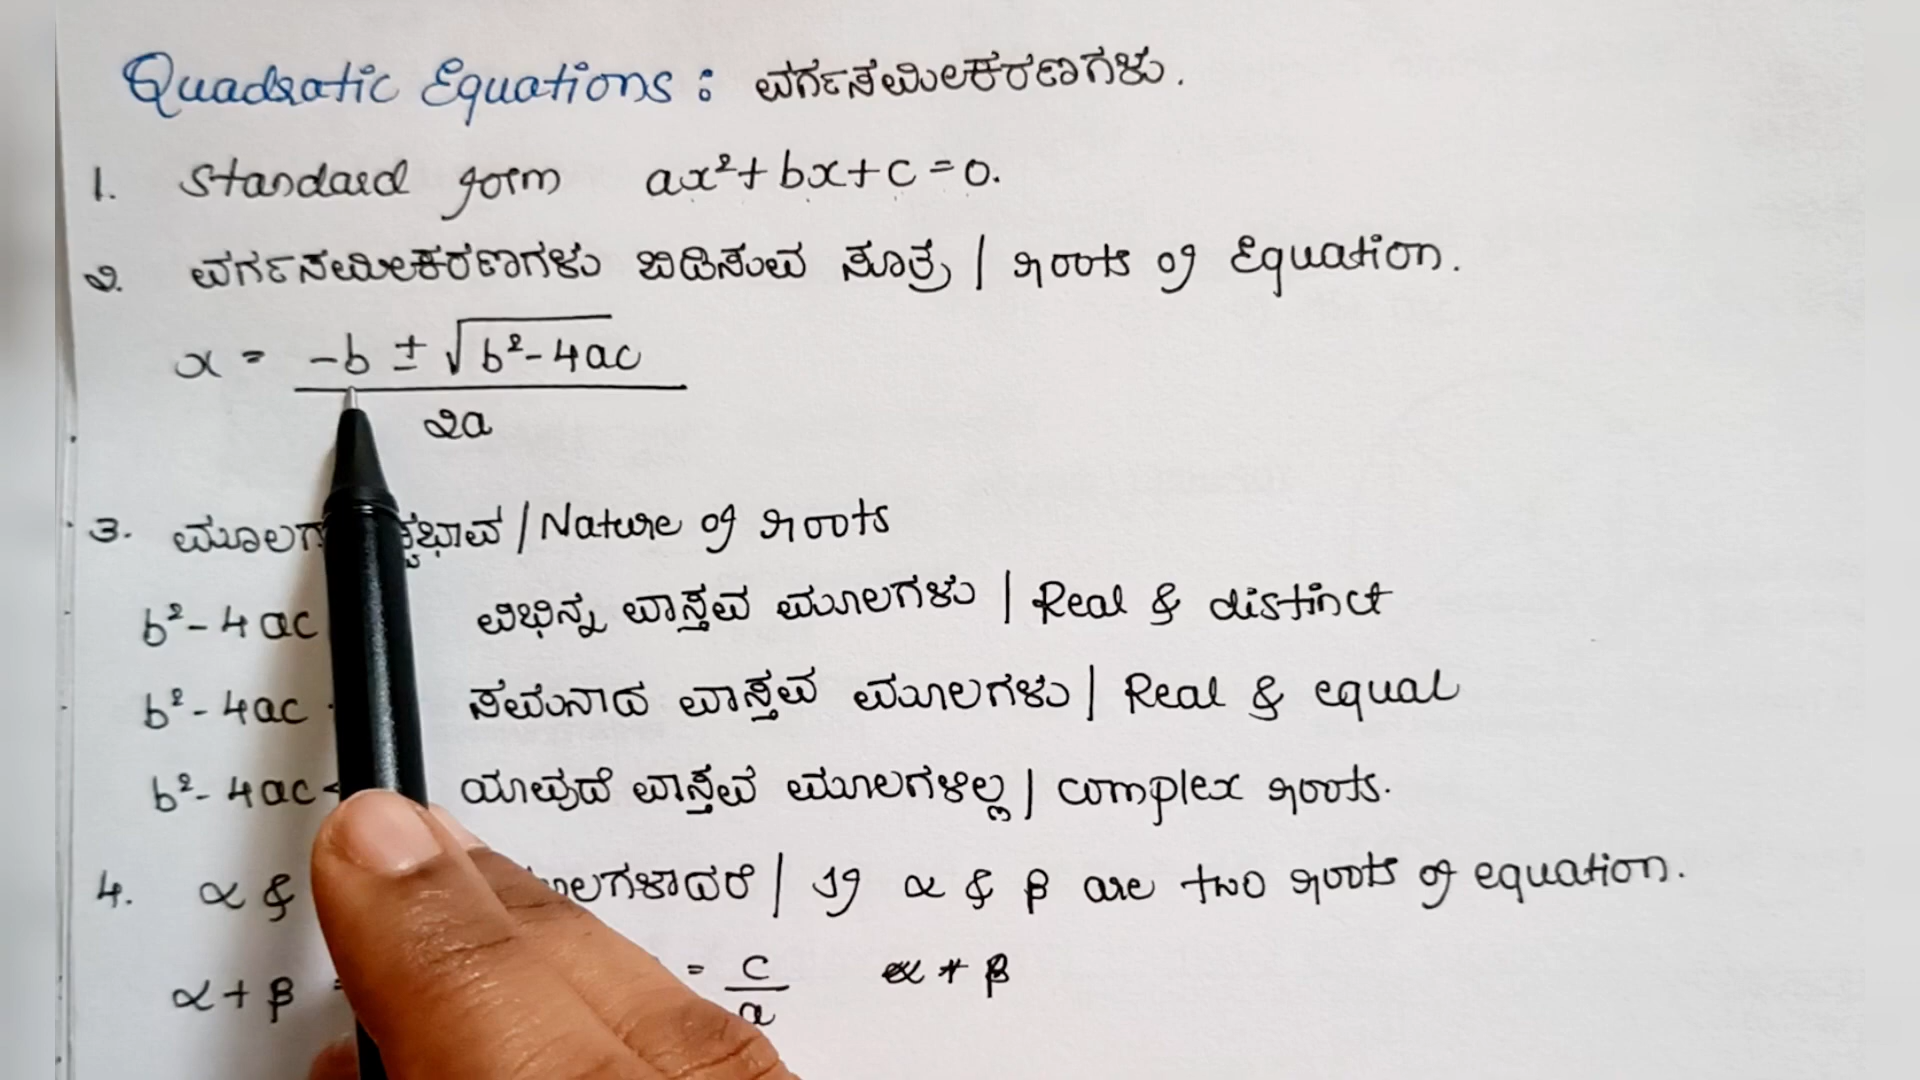 Quadratic Equations : ವರ್ಗಸಮೀಕರಣಗಳು.
1. Standard form ax²+ bx+c =0.
2. ವರ್ಗಸಮೀಕರಣಗಳು ಬಿಡಿಸುವ ಸೂತ್ರ | roots of Equation.
x = -b ± √b²-4ac
2a
3. ಸ್ವಭಾವ / Nature of roots
b²- 4ac ವಿಭಿನ್ನ ವಾಸ್ತವ ಮೂಲಗಳು | Real & distinct
b²- 4ac ಸಮನಾದ ವಾಸ್ತವ ಮೂಲಗಳು | Real & equal
b²- 4ac < ಯಾವುದೆ ವಾಸ್ತವ ಮೂಲಗಳಿಲ್ಲ | complex roots.
4. α & ಮೂಲಗಳಾದರೆ | If α & β are two roots of equation.
α + β = = c α + β
a